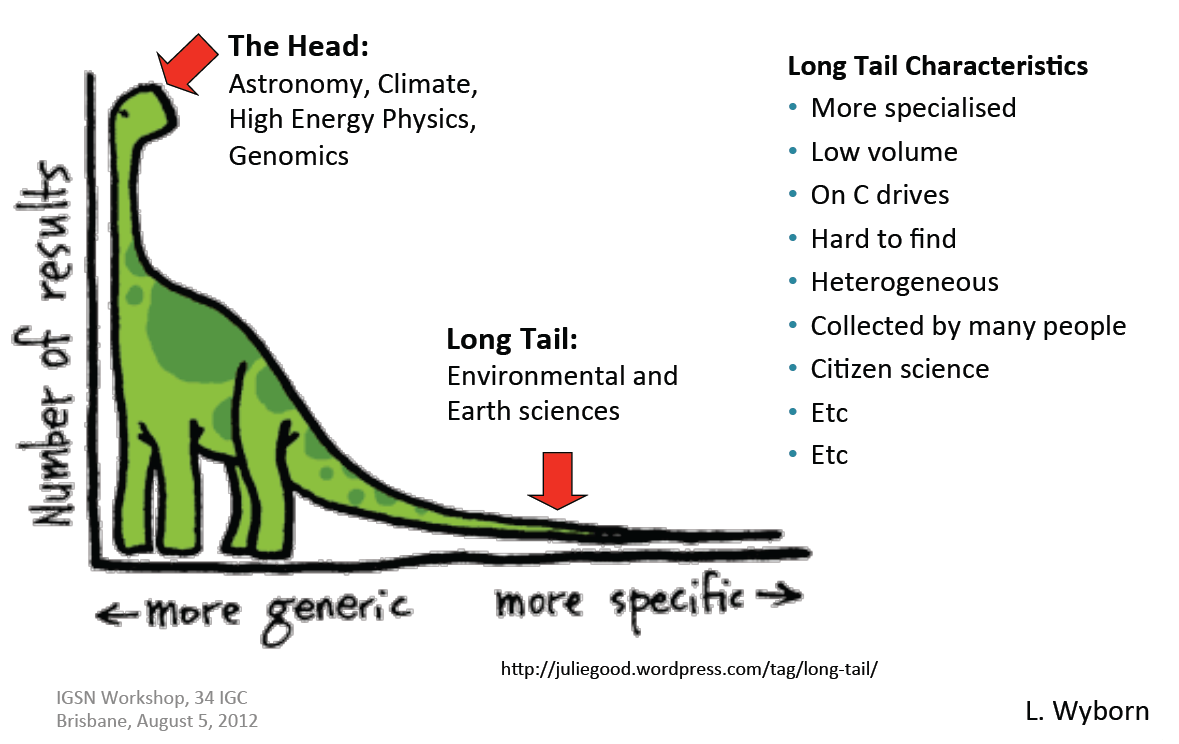 The Head:
Astronomy, Climate,
High Energy Physics,
Genomics
Long Tail Characteristics
• More specialised
• Low volume
• On C drives
• Hard to find
• Heterogeneous
• Collected by many people
• Citizen science
• Etc
• Etc
Number of results
Long Tail:
Environmental and
Earth sciences
← more generic
more specific →
http://juliegood.wordpress.com/tag/long-tail/
IGSN Workshop, 34 IGC
Brisbane, August 5, 2012
L. Wyborn